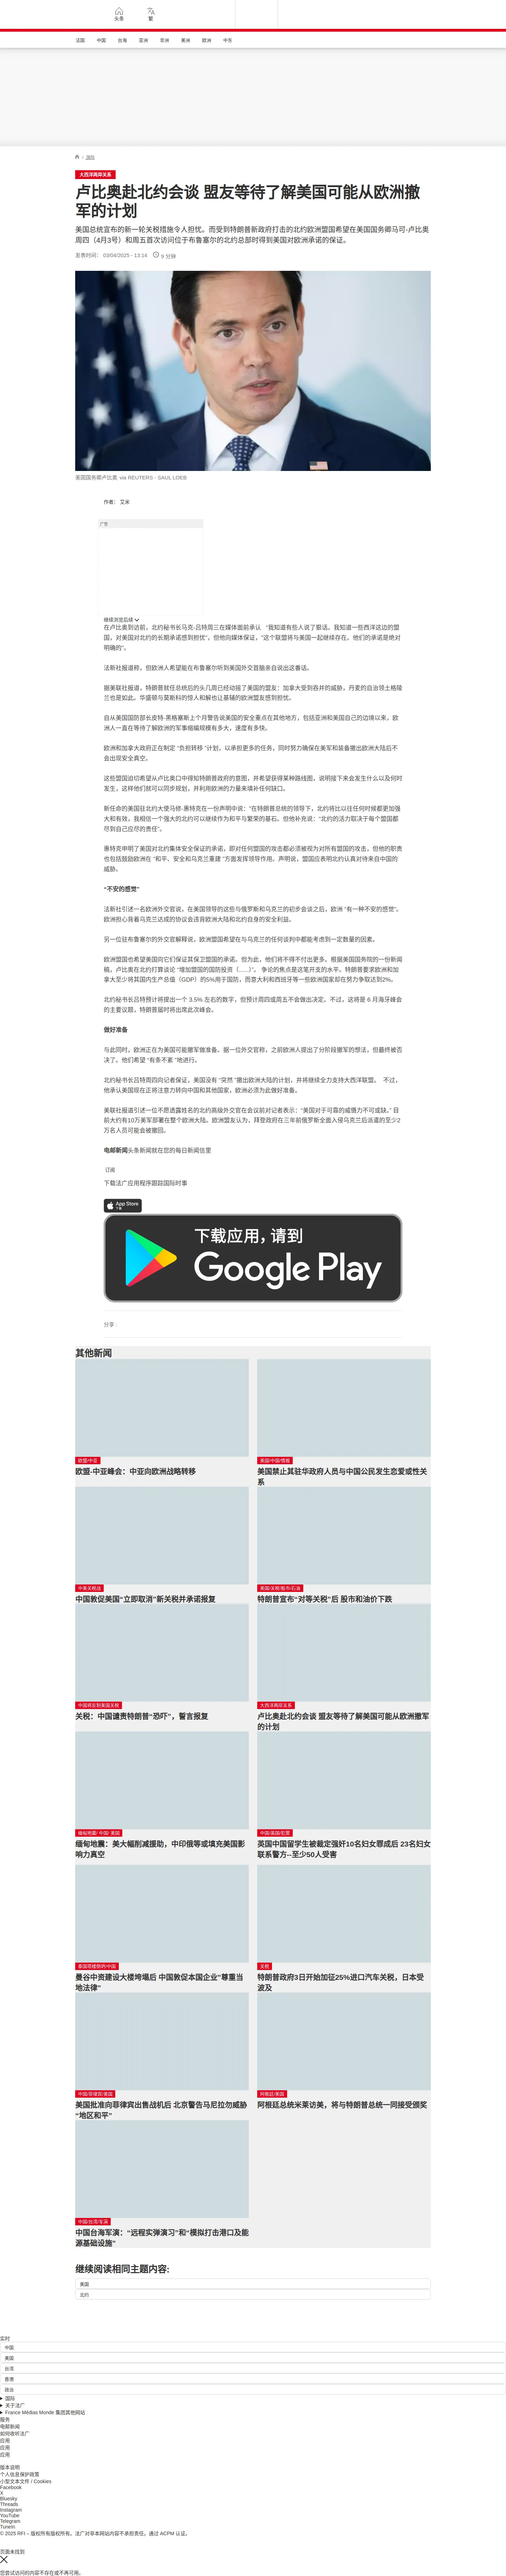 头条
繁
法国
中国
台海
亚洲
非洲
美洲
欧洲
中东
/ 国际
大西洋两岸关系
卢比奥赴北约会谈 盟友等待了解美国可能从欧洲撤
军的计划
美国总统宣布的新一轮关税措施令人担忧。而受到特朗普新政府打击的北约欧洲盟国希望在美国国务卿马可-卢比奥
周四（4月3号）和周五首次访问位于布鲁塞尔的北约总部时得到美国对欧洲承诺的保证。
发表时间： 03/04/2025 - 13:14
9 分钟
美国国务卿卢比奥 via REUTERS - SAUL LOEB
作者： 艾米
广告
继续浏览后续
在卢比奥到访前，北约秘书长马克-吕特周三在媒体面前承认 “我知道有些人说了狠话。我知道一些西洋这边的盟
国，对美国对北约的长期承诺感到担忧”，但他向媒体保证，“这个联盟将与美国一起继续存在。他们的承诺是绝对
明确的”。
法新社报道称，但欧洲人希望能在布鲁塞尔听到美国外交首脑亲自说出这番话。
据美联社报道，特朗普就任总统后的头几周已经动摇了美国的盟友：加拿大受到吞并的威胁，丹麦的自治领土格陵
兰也是如此。华盛顿与莫斯科的惊人和解也让基辅的欧洲盟友感到担忧。
自从美国国防部长皮特-黑格塞斯上个月警告说美国的安全重点在其他地方，包括亚洲和美国自己的边境以来，欧
洲人一直在等待了解欧洲的军事缩编规模有多大，速度有多快。
欧洲和加拿大政府正在制定 “负担转移 ”计划，以承担更多的任务，同时努力确保在美军和装备撤出欧洲大陆后不
会出现安全真空。
这些盟国迫切希望从卢比奥口中得知特朗普政府的意图，并希望获得某种路线图，说明接下来会发生什么以及何时
发生，这样他们就可以同步规划，并利用欧洲的力量来填补任何缺口。
新任命的美国驻北约大使马修·惠特克在一份声明中说：“在特朗普总统的领导下，北约将比以往任何时候都更加强
大和有效，我相信一个强大的北约可以继续作为和平与繁荣的基石。但他补充说：“北约的活力取决于每个盟国都
尽到自己应尽的责任”。
惠特克申明了美国对北约集体安全保证的承诺，即对任何盟国的攻击都必须被视为对所有盟国的攻击。但他的职责
也包括鼓励欧洲在 “和平、安全和乌克兰重建 ”方面发挥领导作用。声明说，盟国应表明北约认真对待来自中国的
威胁。
“不安的感觉”
法新社引述一名欧洲外交官说，在美国领导的这些与俄罗斯和乌克兰的初步会谈之后，欧洲 “有一种不安的感觉”。
欧洲担心背着乌克兰达成的协议会违背欧洲大陆和北约自身的安全利益。
另一位驻布鲁塞尔的外交官解释说，欧洲盟国希望在与乌克兰的任何谈判中都能考虑到一定数量的因素。
欧洲盟国也希望美国向它们保证其保卫盟国的承诺。但为此，他们将不得不付出更多。根据美国国务院的一份新闻
稿，卢比奥在北约打算谈论 “增加盟国的国防投资（......）”。 争论的焦点是这笔开支的水平。特朗普要求欧洲和加
拿大至少将其国内生产总值（GDP）的5%用于国防，而意大利和西班牙等一些欧洲国家却在努力争取达到2%。
北约秘书长吕特预计将提出一个 3.5% 左右的数字，但预计周四或周五不会做出决定。不过，这将是 6 月海牙峰会
的主要议题，特朗普届时将出席此次峰会。
做好准备
与此同时，欧洲正在为美国可能撤军做准备。据一位外交官称，之前欧洲人提出了分阶段撤军的想法，但最终被否
决了。他们希望 “有条不紊 ”地进行。
北约秘书长吕特周四向记者保证，美国没有 “突然 ”撤出欧洲大陆的计划，并将继续全力支持大西洋联盟。 不过，
他承认美国现在正将注意力转向中国和其他国家，欧洲必须为此做好准备。
美联社报道引述一位不愿透露姓名的北约高级外交官在会议前对记者表示：“美国对于可靠的威慑力不可或缺。” 目
前大约有10万美军部署在整个欧洲大陆。欧洲盟友认为，拜登政府在三年前俄罗斯全面入侵乌克兰后派遣的至少2
万名人员可能会被撤回。
电邮新闻头条新闻就在您的每日新闻信里
订阅
下载法广应用程序跟踪国际时事
App Store
下载
下载应用，请到
Google Play
分享 :
其他新闻
欧盟/中亚
欧盟-中亚峰会：中亚向欧洲战略转移
美国/中国/情报
美国禁止其驻华政府人员与中国公民发生恋爱或性关
系
中美关税战
中国敦促美国“立即取消”新关税并承诺报复
美国/关税/股市/石油
特朗普宣布“对等关税”后 股市和油价下跌
中国将反制美国关税
关税：中国谴责特朗普“恐吓”，誓言报复
大西洋两岸关系
卢比奥赴北约会谈 盟友等待了解美国可能从欧洲撤军
的计划
缅甸地震/ 中国/ 美国
缅甸地震：美大幅削减援助，中印俄等或填充美国影
响力真空
中国/英国/犯罪
英国中国留学生被裁定强奸10名妇女罪成后 23名妇女
联系警方--至少50人受害
泰国塔楼倒坍/中国
曼谷中资建设大楼垮塌后 中国敦促本国企业”尊重当
地法律”
关税
特朗普政府3日开始加征25%进口汽车关税，日本受
波及
中国/菲律宾/美国
美国批准向菲律宾出售战机后 北京警告马尼拉勿威胁
“地区和平”
阿根廷/美国
阿根廷总统米莱访美，将与特朗普总统一同接受颁奖
中国/台湾/军演
中国台海军演：“远程实弹演习”和“模拟打击港口及能
源基础设施”
继续阅读相同主题内容:
美国
北约
实时
中国
美国
台湾
香港
政治
国际
关于法广
France Médias Monde 集团其他网站
服务
电邮新闻
如何收听法广
应用
应用
应用
版本说明
个人信息保护政策
小型文本文件 / Cookies
Facebook
X
Bluesky
Threads
Instagram
YouTube
Telegram
TuneIn
© 2025 RFI – 版权所有版权所有。法广对非本网站内容不承担责任。通过 ACPM 认证。
页面未找到
您尝试访问的内容不存在或不再可用。